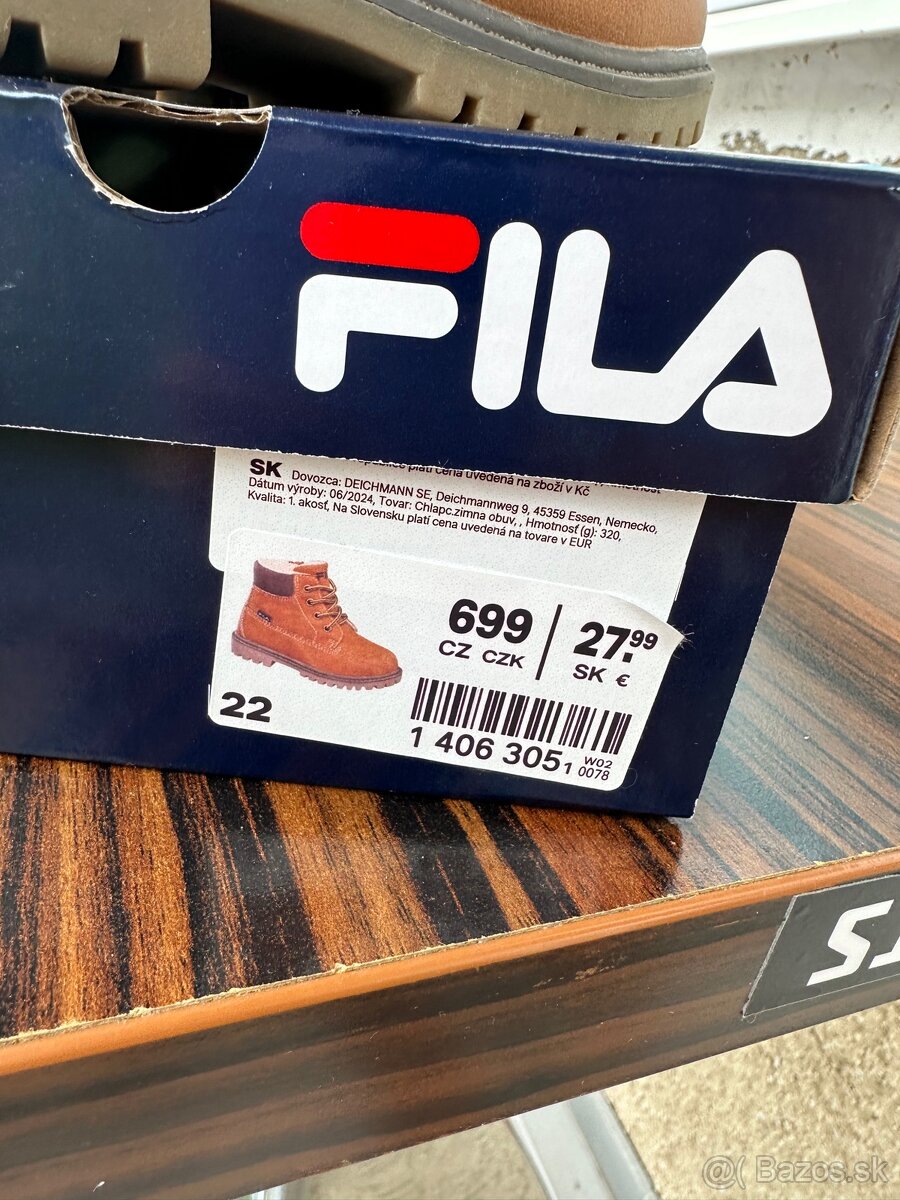 FILA
platí cena uvedená na zboží v Kč
SK Dovozca: DEICHMANN SE, Deichmannweg 9, 45359 Essen, Nemecko,
Dátum výroby: 06/2024, Tovar: Chlapc.zimna obuv, , Hmotnosť (g): 320,
Kvalita: 1. akosť, Na Slovensku platí cena uvedená na tovare v EUR
699 27.99
CZ CZK SK €
22
1 406 305 1 W02 0078
@( Bazos.sk